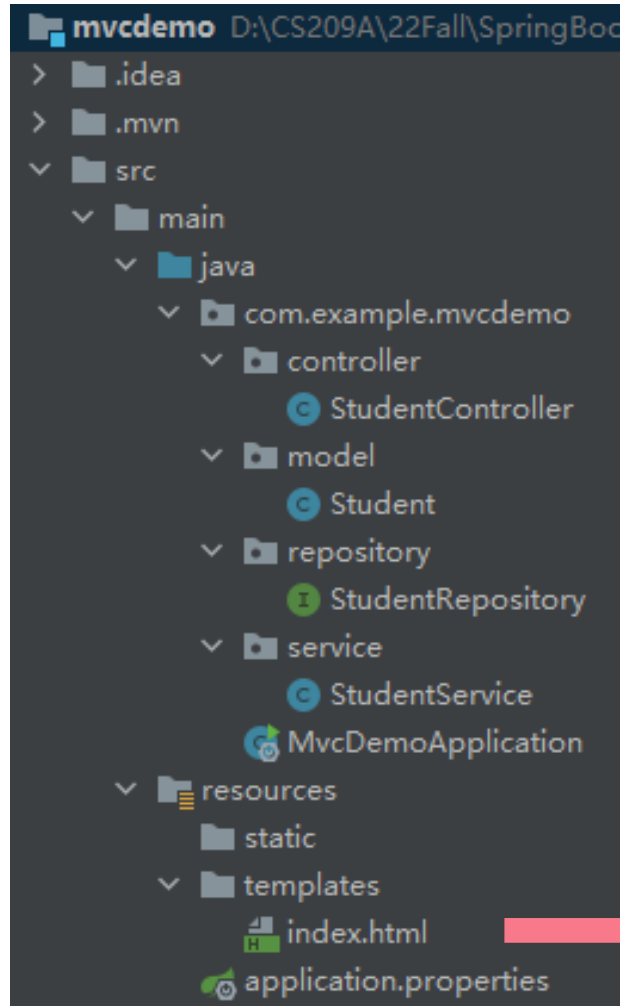 mvcdemo D:\CS209A\22Fall\SpringBoo
.idea
.mvn
src
main
java
com.example.mvcdemo
controller
StudentController
model
Student
repository
StudentRepository
service
StudentService
MvcDemoApplication
resources
static
templates
index.html
application.properties